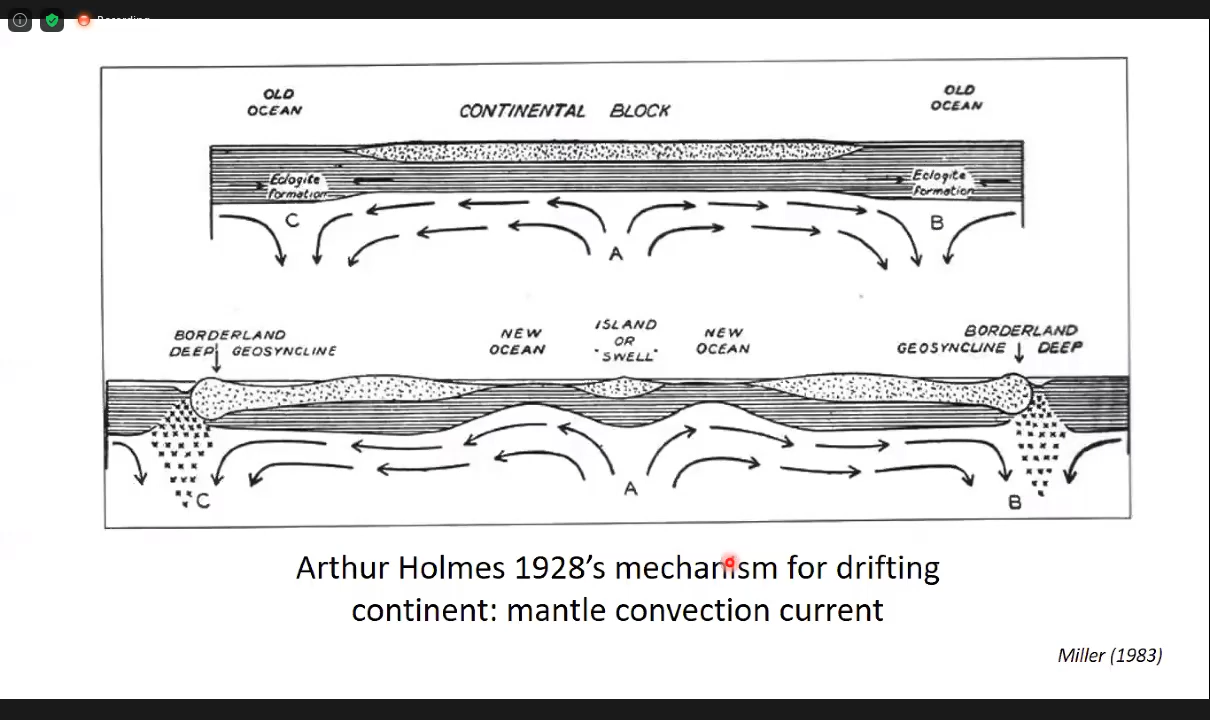 Recording
OLD
OCEAN
CONTINENTAL BLOCK
OLD
OCEAN
Eclogite
formation
Eclogite
formation
C
A
B
BORDERLAND
DEEP GEOSYNCLINE
NEW
OCEAN
ISLAND
OR
"SWELL"
NEW
OCEAN
BORDERLAND
GEOSYNCLINE DEEP
C
A
B
Arthur Holmes 1928's mechanism for drifting
continent: mantle convection current
Miller (1983)